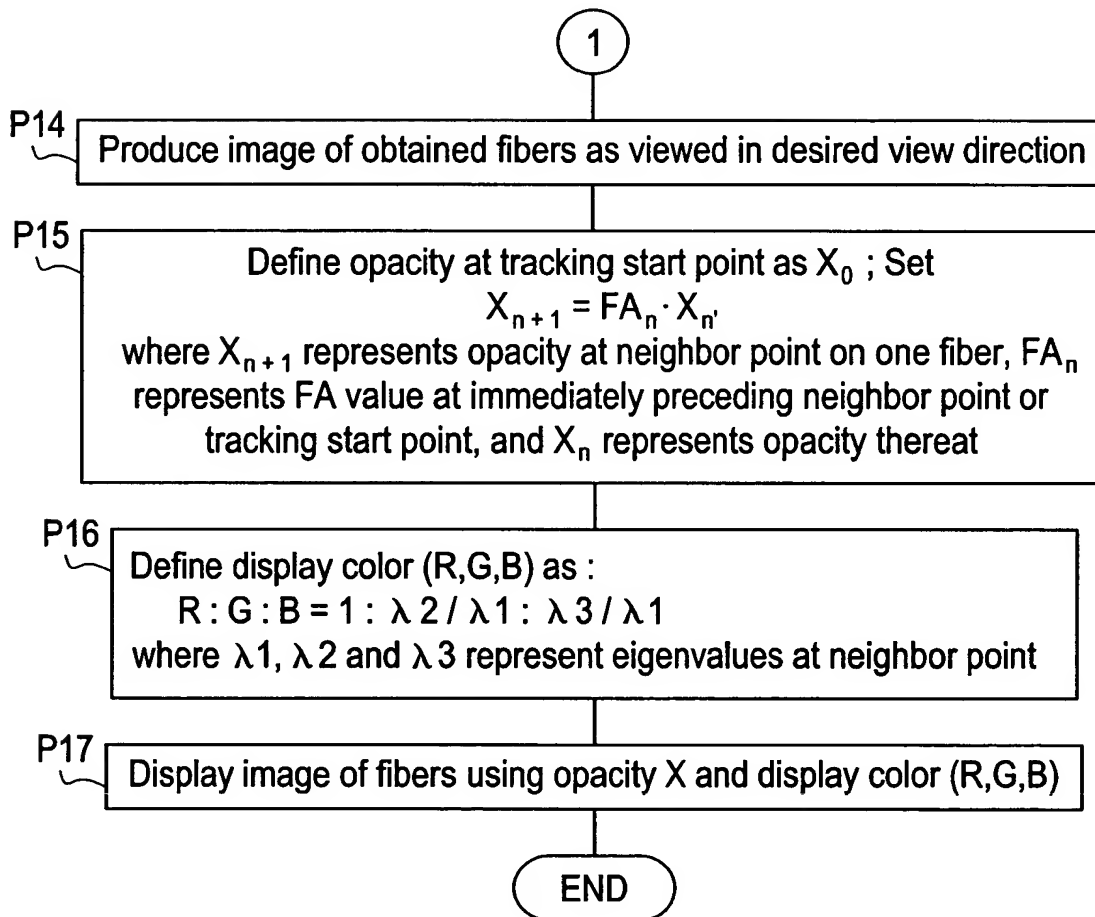 1
P14
Produce image of obtained fibers as viewed in desired view direction
P15
Define opacity at tracking start point as X₀ ; Set
Xₙ₊₁ = FAₙ · Xₙ'
where Xₙ₊₁ represents opacity at neighbor point on one fiber, FAₙ
represents FA value at immediately preceding neighbor point or
tracking start point, and Xₙ represents opacity thereat
P16
Define display color (R,G,B) as :
R : G : B = 1 : λ2 / λ1 : λ3 / λ1
where λ1, λ2 and λ3 represent eigenvalues at neighbor point
P17
Display image of fibers using opacity X and display color (R,G,B)
END